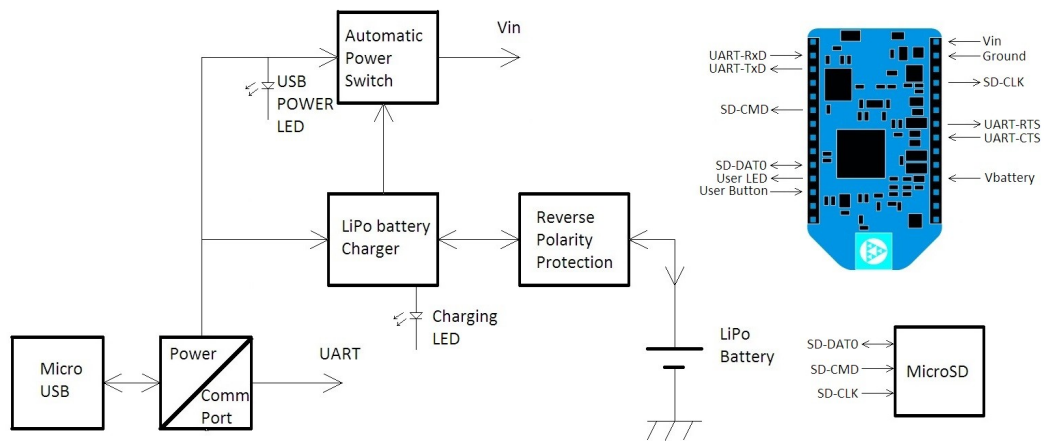 Automatic
Power
Switch
Vin
USB
POWER
LED
LiPo battery
Charger
Reverse
Polarity
Protection
Charging
LED
Micro
USB
Power
Comm
Port
UART
LiPo
Battery
UART-RxD
UART-TxD
SD-CMD
SD-DAT0
User LED
User Button
Vin
Ground
SD-CLK
UART-RTS
UART-CTS
Vbattery
SD-DAT0
SD-CMD
SD-CLK
MicroSD